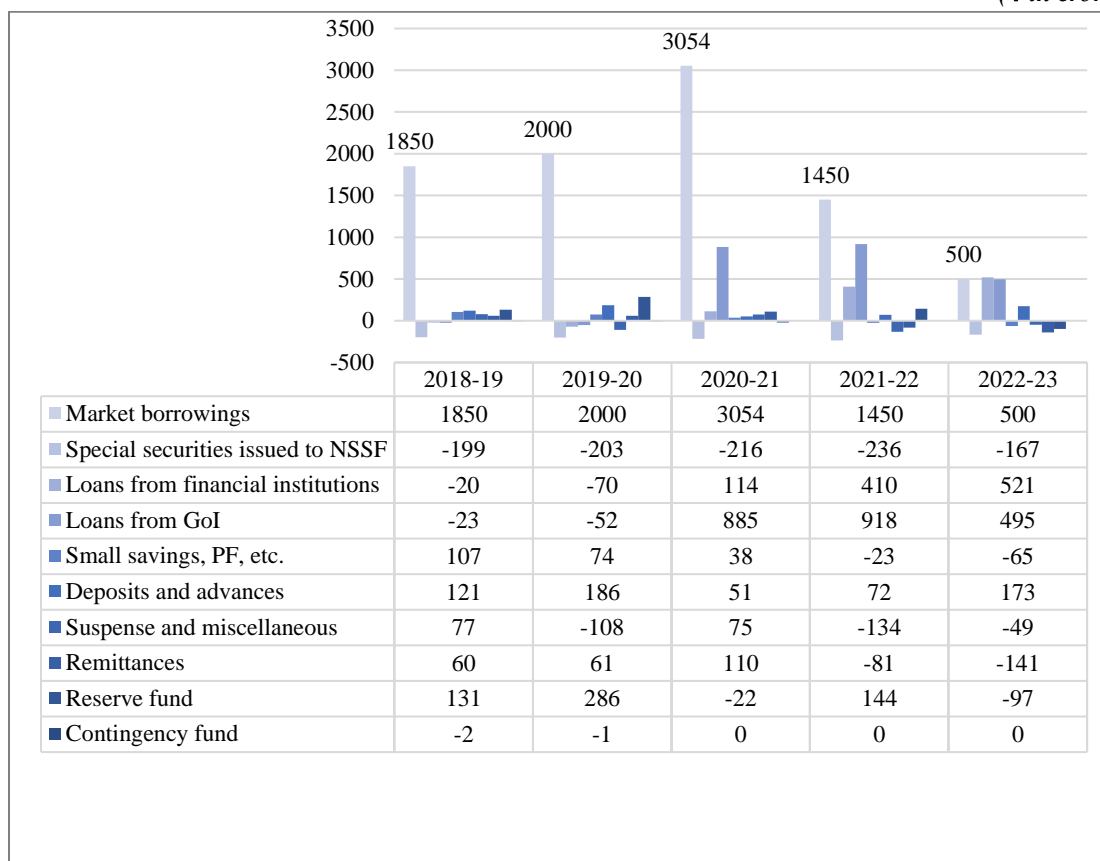 3500
3000
2500
2000
1500
1000
500
0
-500
1850
2000
3054
1450
500
2018-19 2019-20 2020-21 2021-22 2022-23
Market borrowings 1850 2000 3054 1450 500
Special securities issued to NSSF -199 -203 -216 -236 -167
Loans from financial institutions -20 -70 114 410 521
Loans from GoI -23 -52 885 918 495
Small savings, PF, etc. 107 74 38 -23 -65
Deposits and advances 121 186 51 72 173
Suspense and miscellaneous 77 -108 75 -134 -49
Remittances 60 61 110 -81 -141
Reserve fund 131 286 -22 144 -97
Contingency fund -2 -1 0 0 0